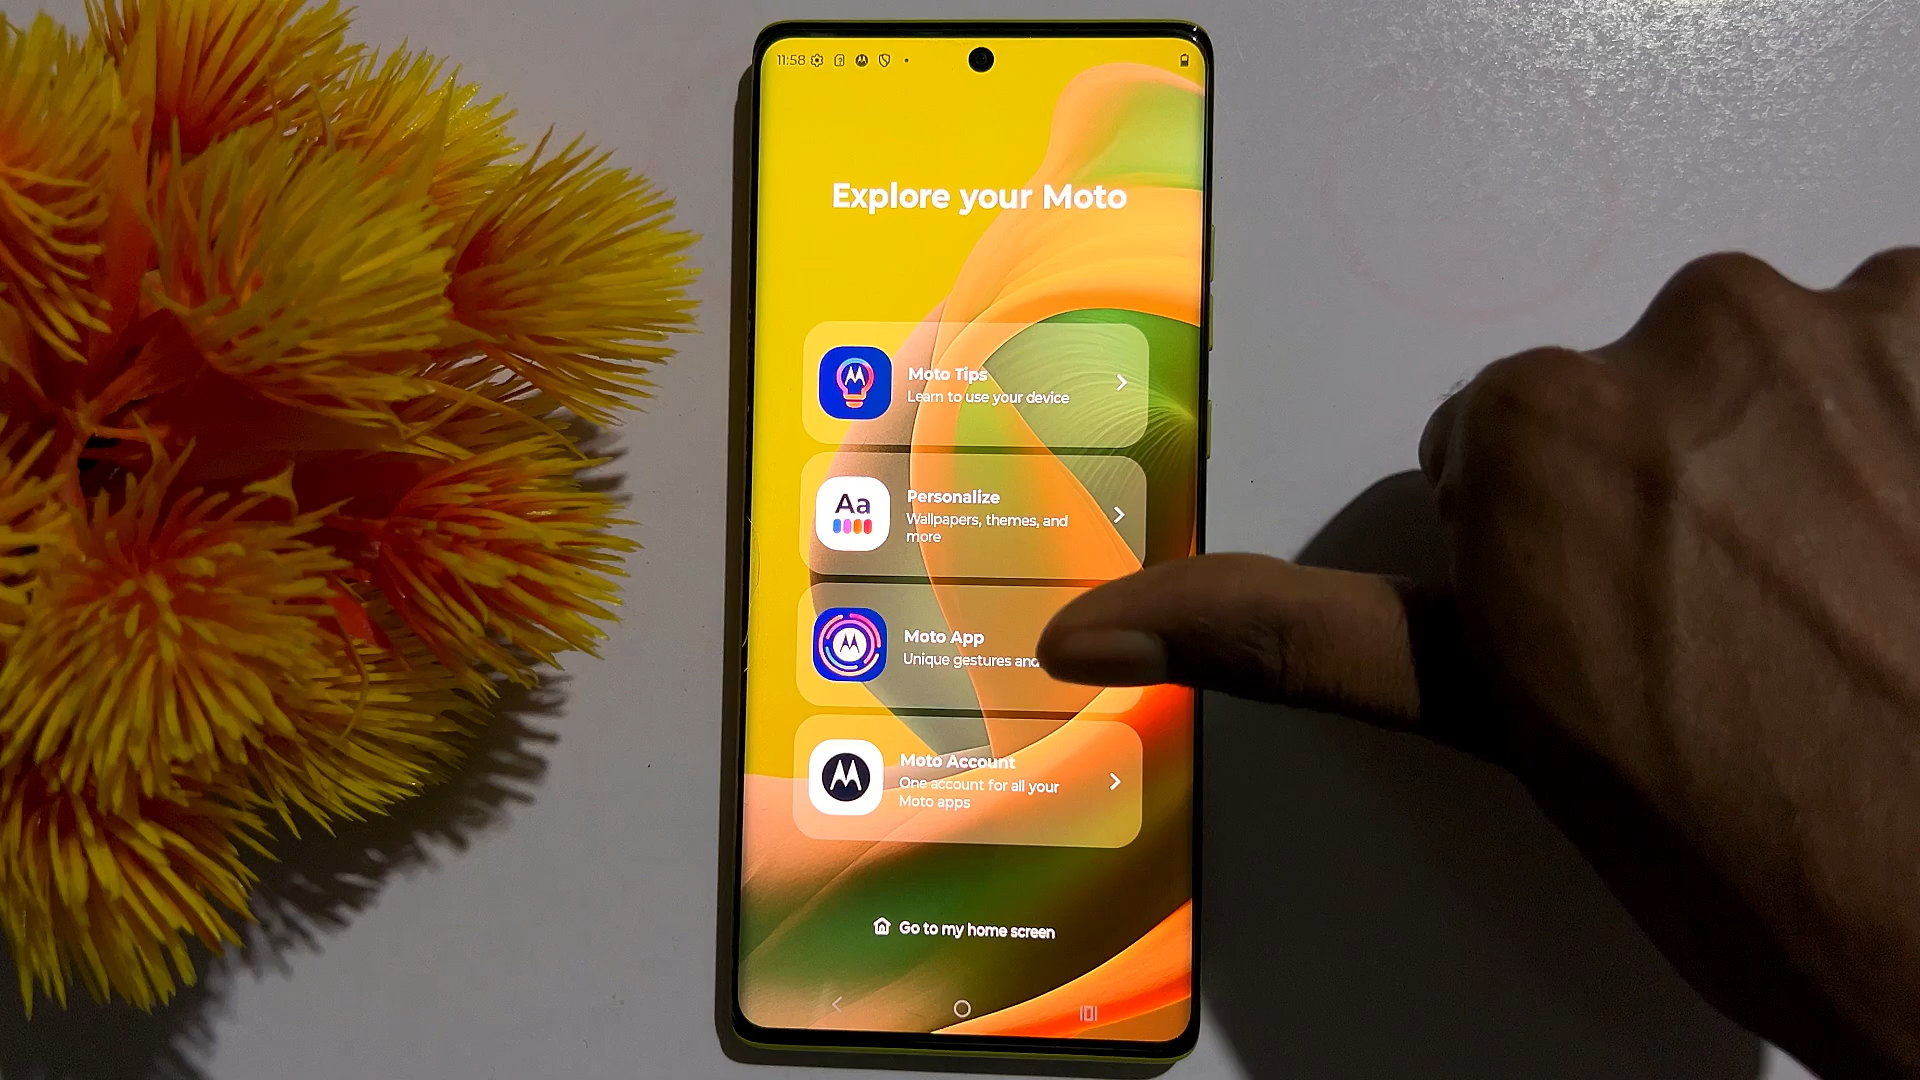 11:58
Explore your Moto
Moto Tips
Learn to use your device
Aa
Personalize
Wallpapers, themes, and
more
Moto App
Unique gestures and
Moto Account
One account for all your
Moto apps
Go to my home screen